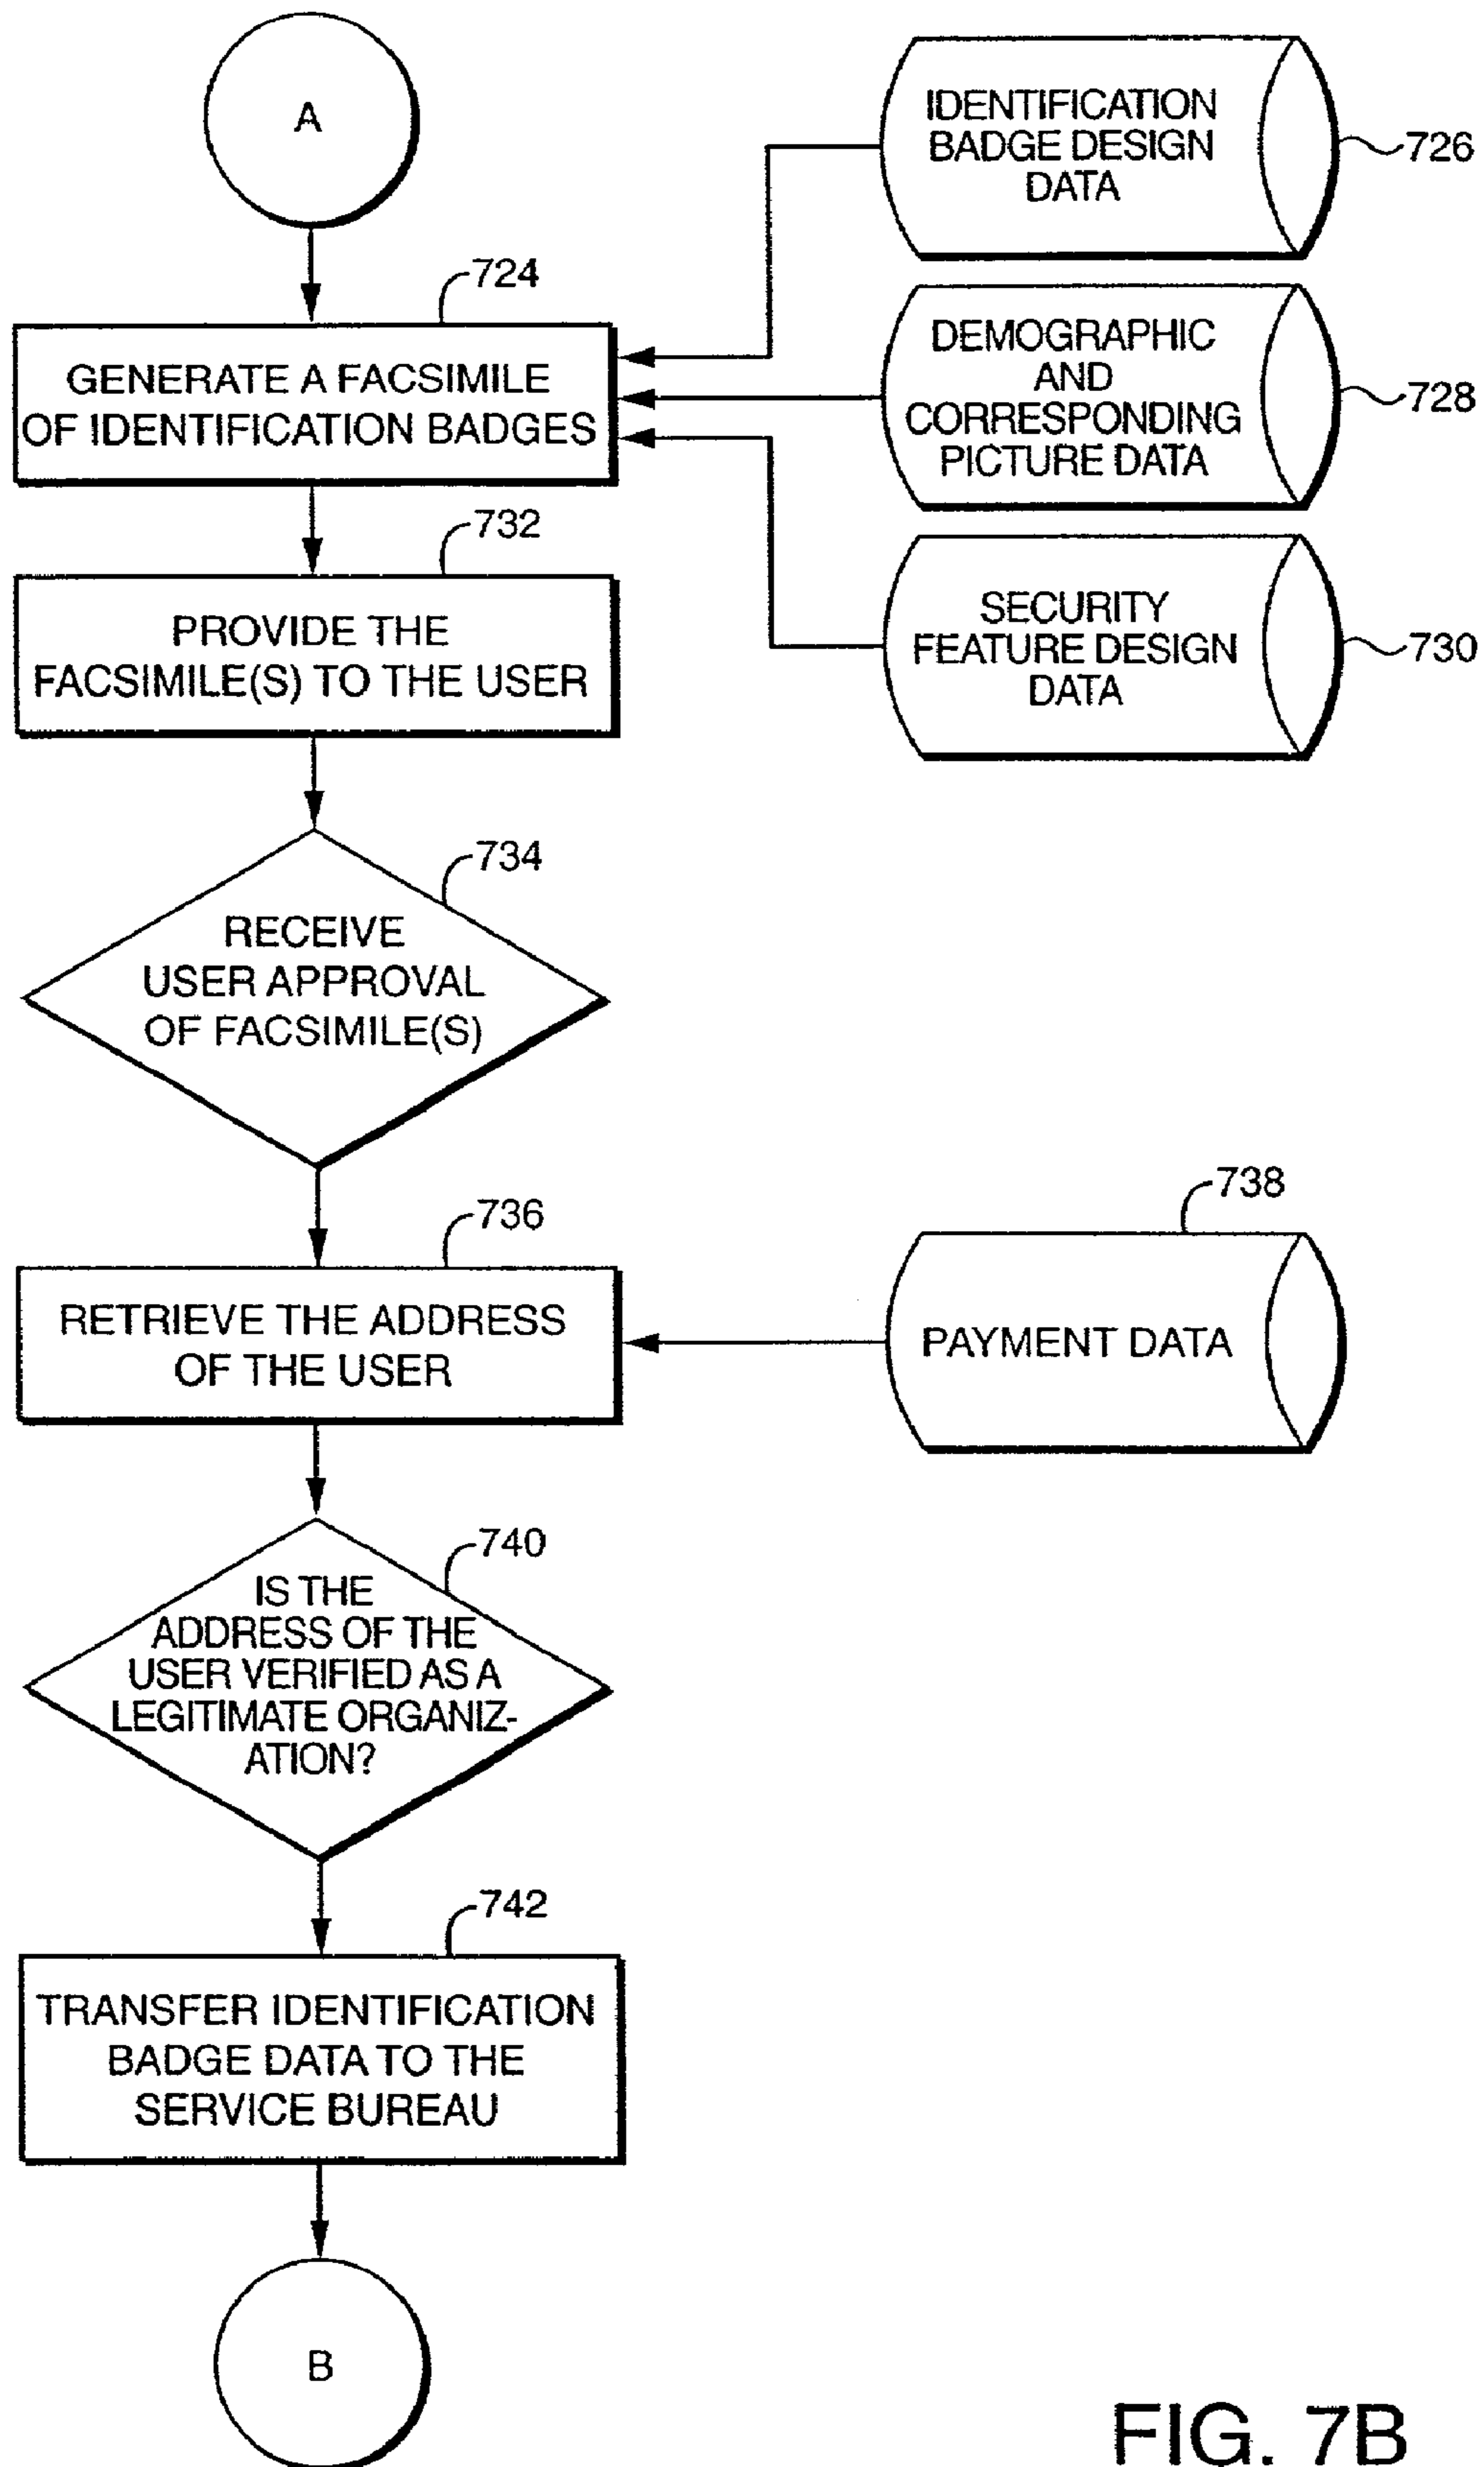 A
IDENTIFICATION
BADGE DESIGN
DATA
726
724
GENERATE A FACSIMILE
OF IDENTIFICATION BADGES
DEMOGRAPHIC
AND
CORRESPONDING
PICTURE DATA
728
732
PROVIDE THE
FACSIMILE(S) TO THE USER
SECURITY
FEATURE DESIGN
DATA
730
734
RECEIVE
USER APPROVAL
OF FACSIMILE(S)
736
RETRIEVE THE ADDRESS
OF THE USER
738
PAYMENT DATA
740
IS THE
ADDRESS OF THE
USER VERIFIED AS A
LEGITIMATE ORGANIZ-
ATION?
742
TRANSFER IDENTIFICATION
BADGE DATA TO THE
SERVICE BUREAU
B
FIG. 7B